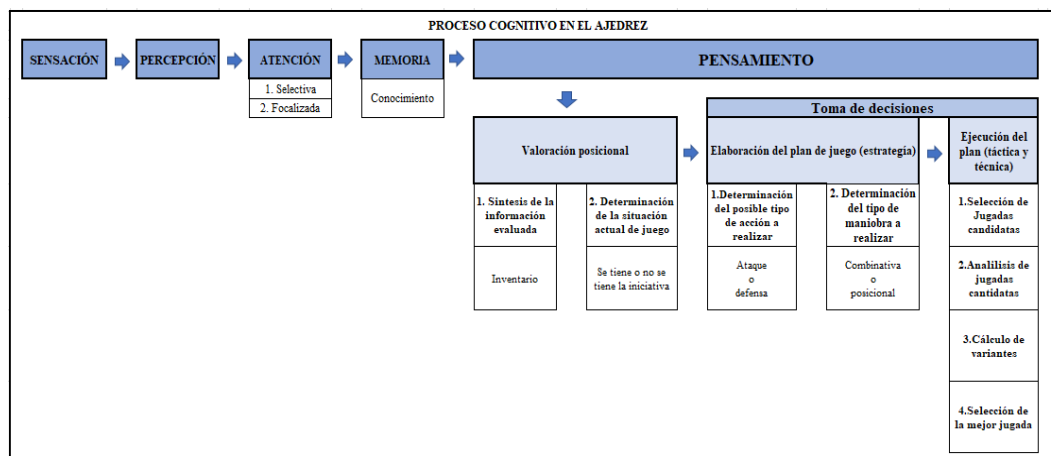 PROCESO COGNITIVO EN EL AJEDREZ
SENSACIÓN
PERCEPCIÓN
ATENCIÓN
MEMORIA
PENSAMIENTO
1. Selectiva
2. Focalizada
Conocimiento
Toma de decisiones
Valoración posicional
Elaboración del plan de juego (estrategia)
Ejecución del
plan (táctica y
técnica)
1. Síntesis de la
información
evaluada
2. Determinación
de la situación
actual de juego
1.Determinación
del posible tipo
de acción a
realizar
2. Determinación
del tipo de
maniobra a
realizar
1.Selección de
Jugadas
candidatas
Inventario
Se tiene o no se
tiene la iniciativa
Ataque
o
defensa
Combinativa
o
posicional
2.Analílisis de
jugadas
cantidatas
3.Cálculo de
variantes
4.Selección de
la mejor jugada